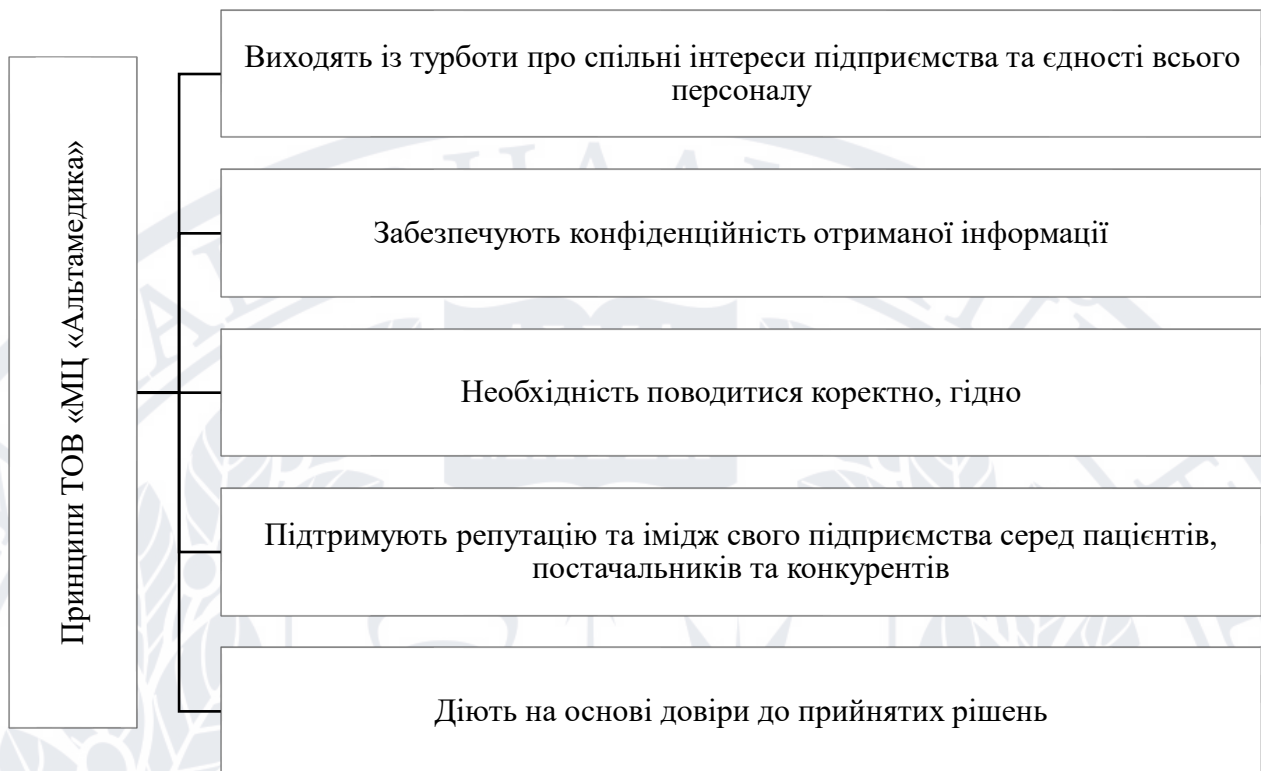 Принципи ТОВ «МЦ «Альтамедика»
Виходять із турботи про спільні інтереси підприємства та єдності всього
персоналу
Забезпечують конфіденційність отриманої інформації
Необхідність поводитися коректно, гідно
Підтримують репутацію та імідж свого підприємства серед пацієнтів,
постачальників та конкурентів
Діють на основі довіри до прийнятих рішень